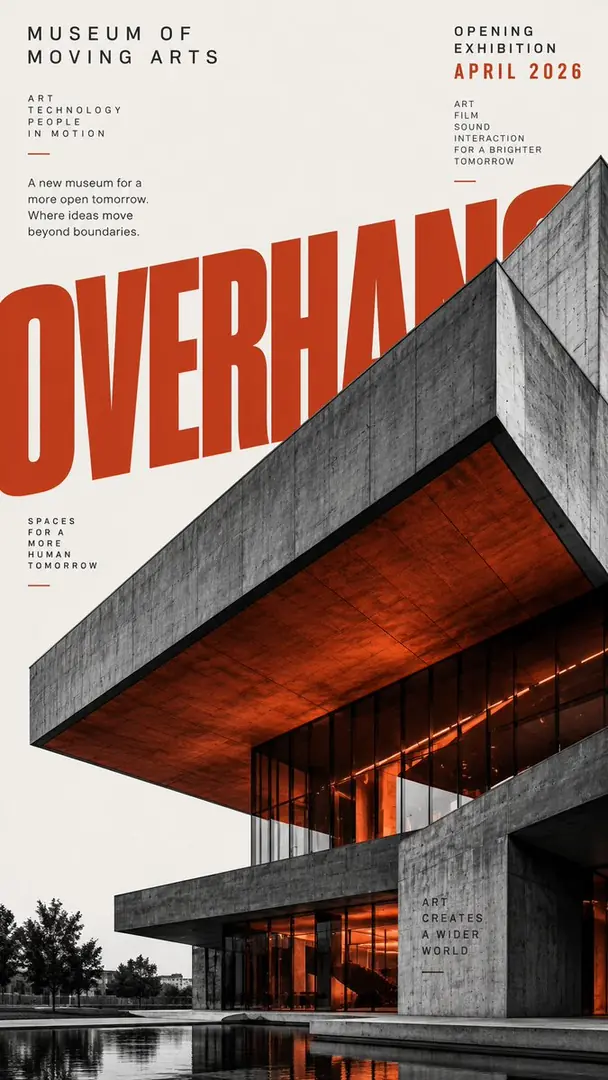 MUSEUM OF
MOVING ARTS
ART
TECHNOLOGY
PEOPLE
IN MOTION
A new museum for a
more open tomorrow.
Where ideas move
beyond boundaries.
OPENING
EXHIBITION
APRIL 2026
ART
FILM
SOUND
INTERACTION
FOR A BRIGHTER
TOMORROW
OVERHANG
SPACES
FOR A
MORE
HUMAN
TOMORROW
ART
CREATES
A WIDER
WORLD